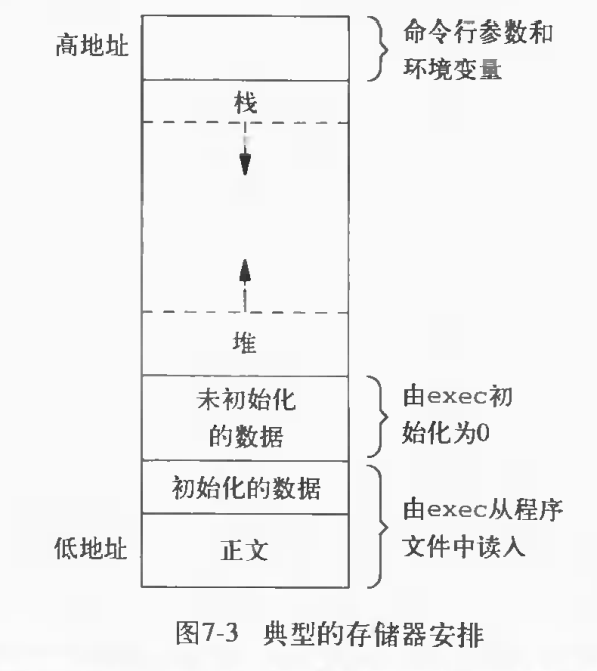 高地址
命令行参数和
环境变量
栈
堆
未初始化
的数据
由exec初
始化为0
初始化的数据
由exec从程序
文件中读入
低地址
正文
图7-3 典型的存储器安排